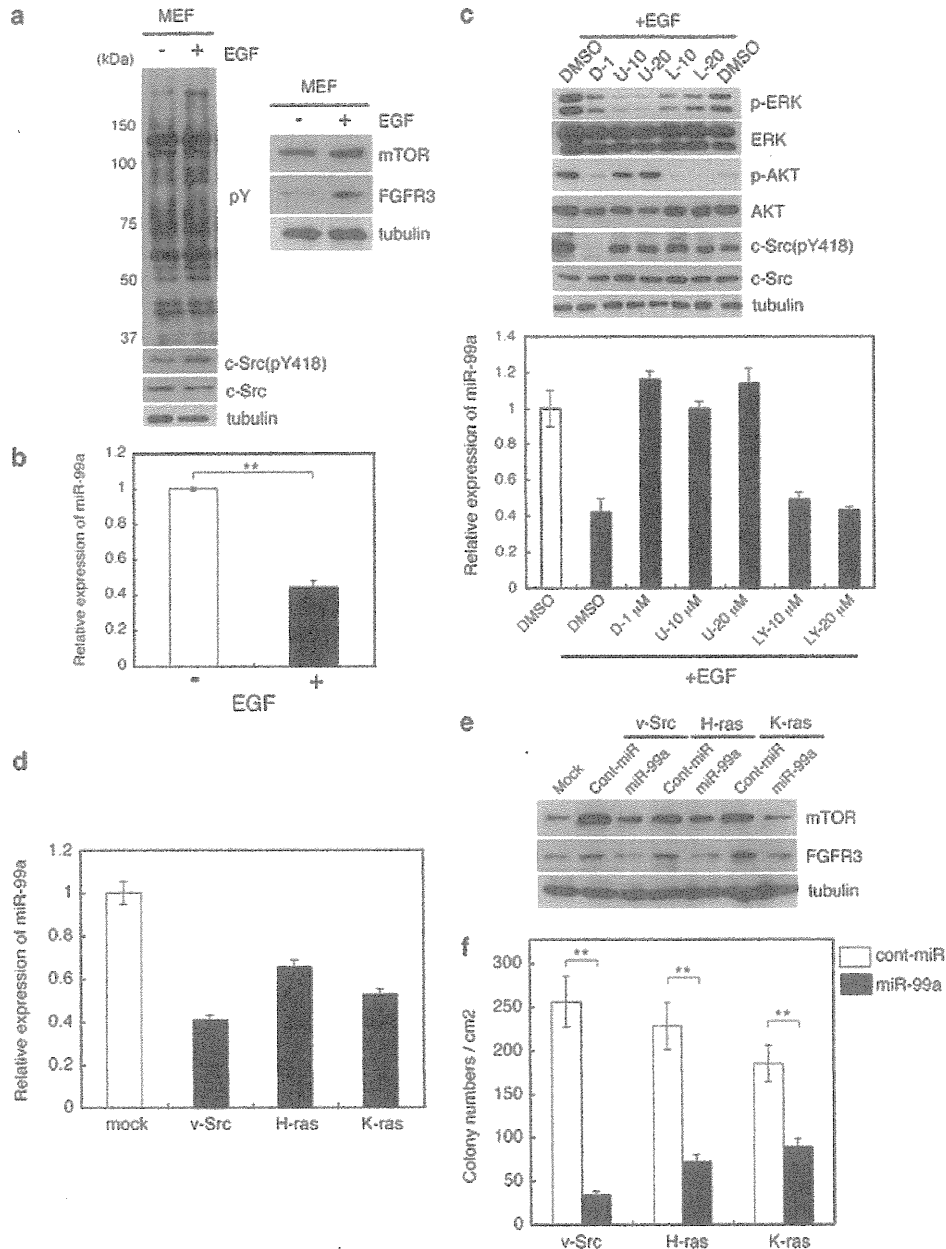 a
MEF
- + EGF
(kDa)
150
100
75
50
37
pY
c-Src(pY418)
c-Src
tubulin
MEF
- + EGF
mTOR
FGFR3
tubulin
b
Relative expression of miR-99a
1.2
1
0.8
0.6
0.4
0.2
0
**
- +
EGF
c
+EGF
DMSO D-1 U-10 U-20 L-10 L-20 DMSO
p-ERK
ERK
p-AKT
AKT
c-Src(pY418)
c-Src
tubulin
Relative expression of miR-99a
1.4
1.2
1
0.8
0.6
0.4
0.2
0
DMSO DMSO D-1 µM U-10 µM U-20 µM LY-10 µM LY-20 µM
+EGF
d
Relative expression of miR-99a
1.2
1
0.8
0.6
0.4
0.2
0
mock v-Src H-ras K-ras
e
v-Src H-ras K-ras
Mock Cont-miR miR-99a Cont-miR miR-99a Cont-miR miR-99a
mTOR
FGFR3
tubulin
f
Colony numbers / cm2
300
250
200
150
100
50
0
** ** **
cont-miR
miR-99a
v-Src H-ras K-ras